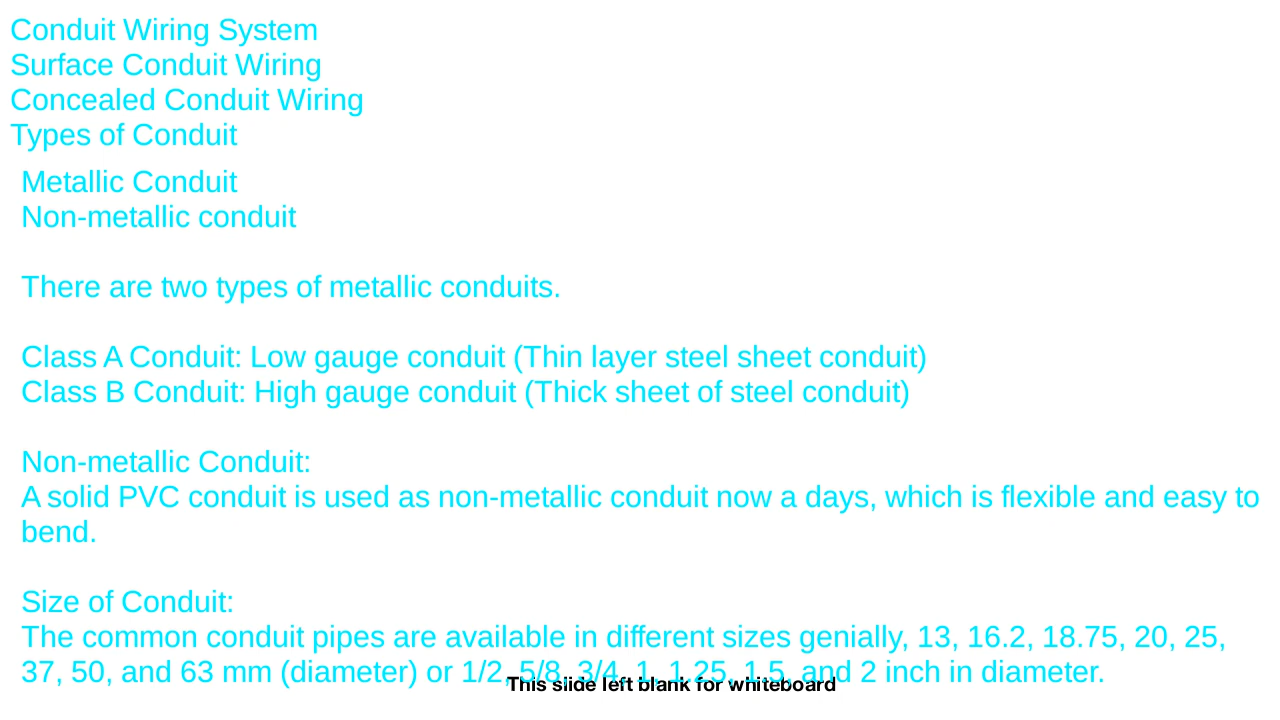 Conduit Wiring System
Surface Conduit Wiring
Concealed Conduit Wiring
Types of Conduit
Metallic Conduit
Non-metallic conduit
There are two types of metallic conduits.
Class A Conduit: Low gauge conduit (Thin layer steel sheet conduit)
Class B Conduit: High gauge conduit (Thick sheet of steel conduit)
Non-metallic Conduit:
A solid PVC conduit is used as non-metallic conduit now a days, which is flexible and easy to
bend.
Size of Conduit:
The common conduit pipes are available in different sizes genially, 13, 16.2, 18.75, 20, 25,
37, 50, and 63 mm (diameter) or 1/2, 5/8, 3/4, 1, 1.25, 1.5, and 2 inch in diameter.
This slide left blank for whiteboard